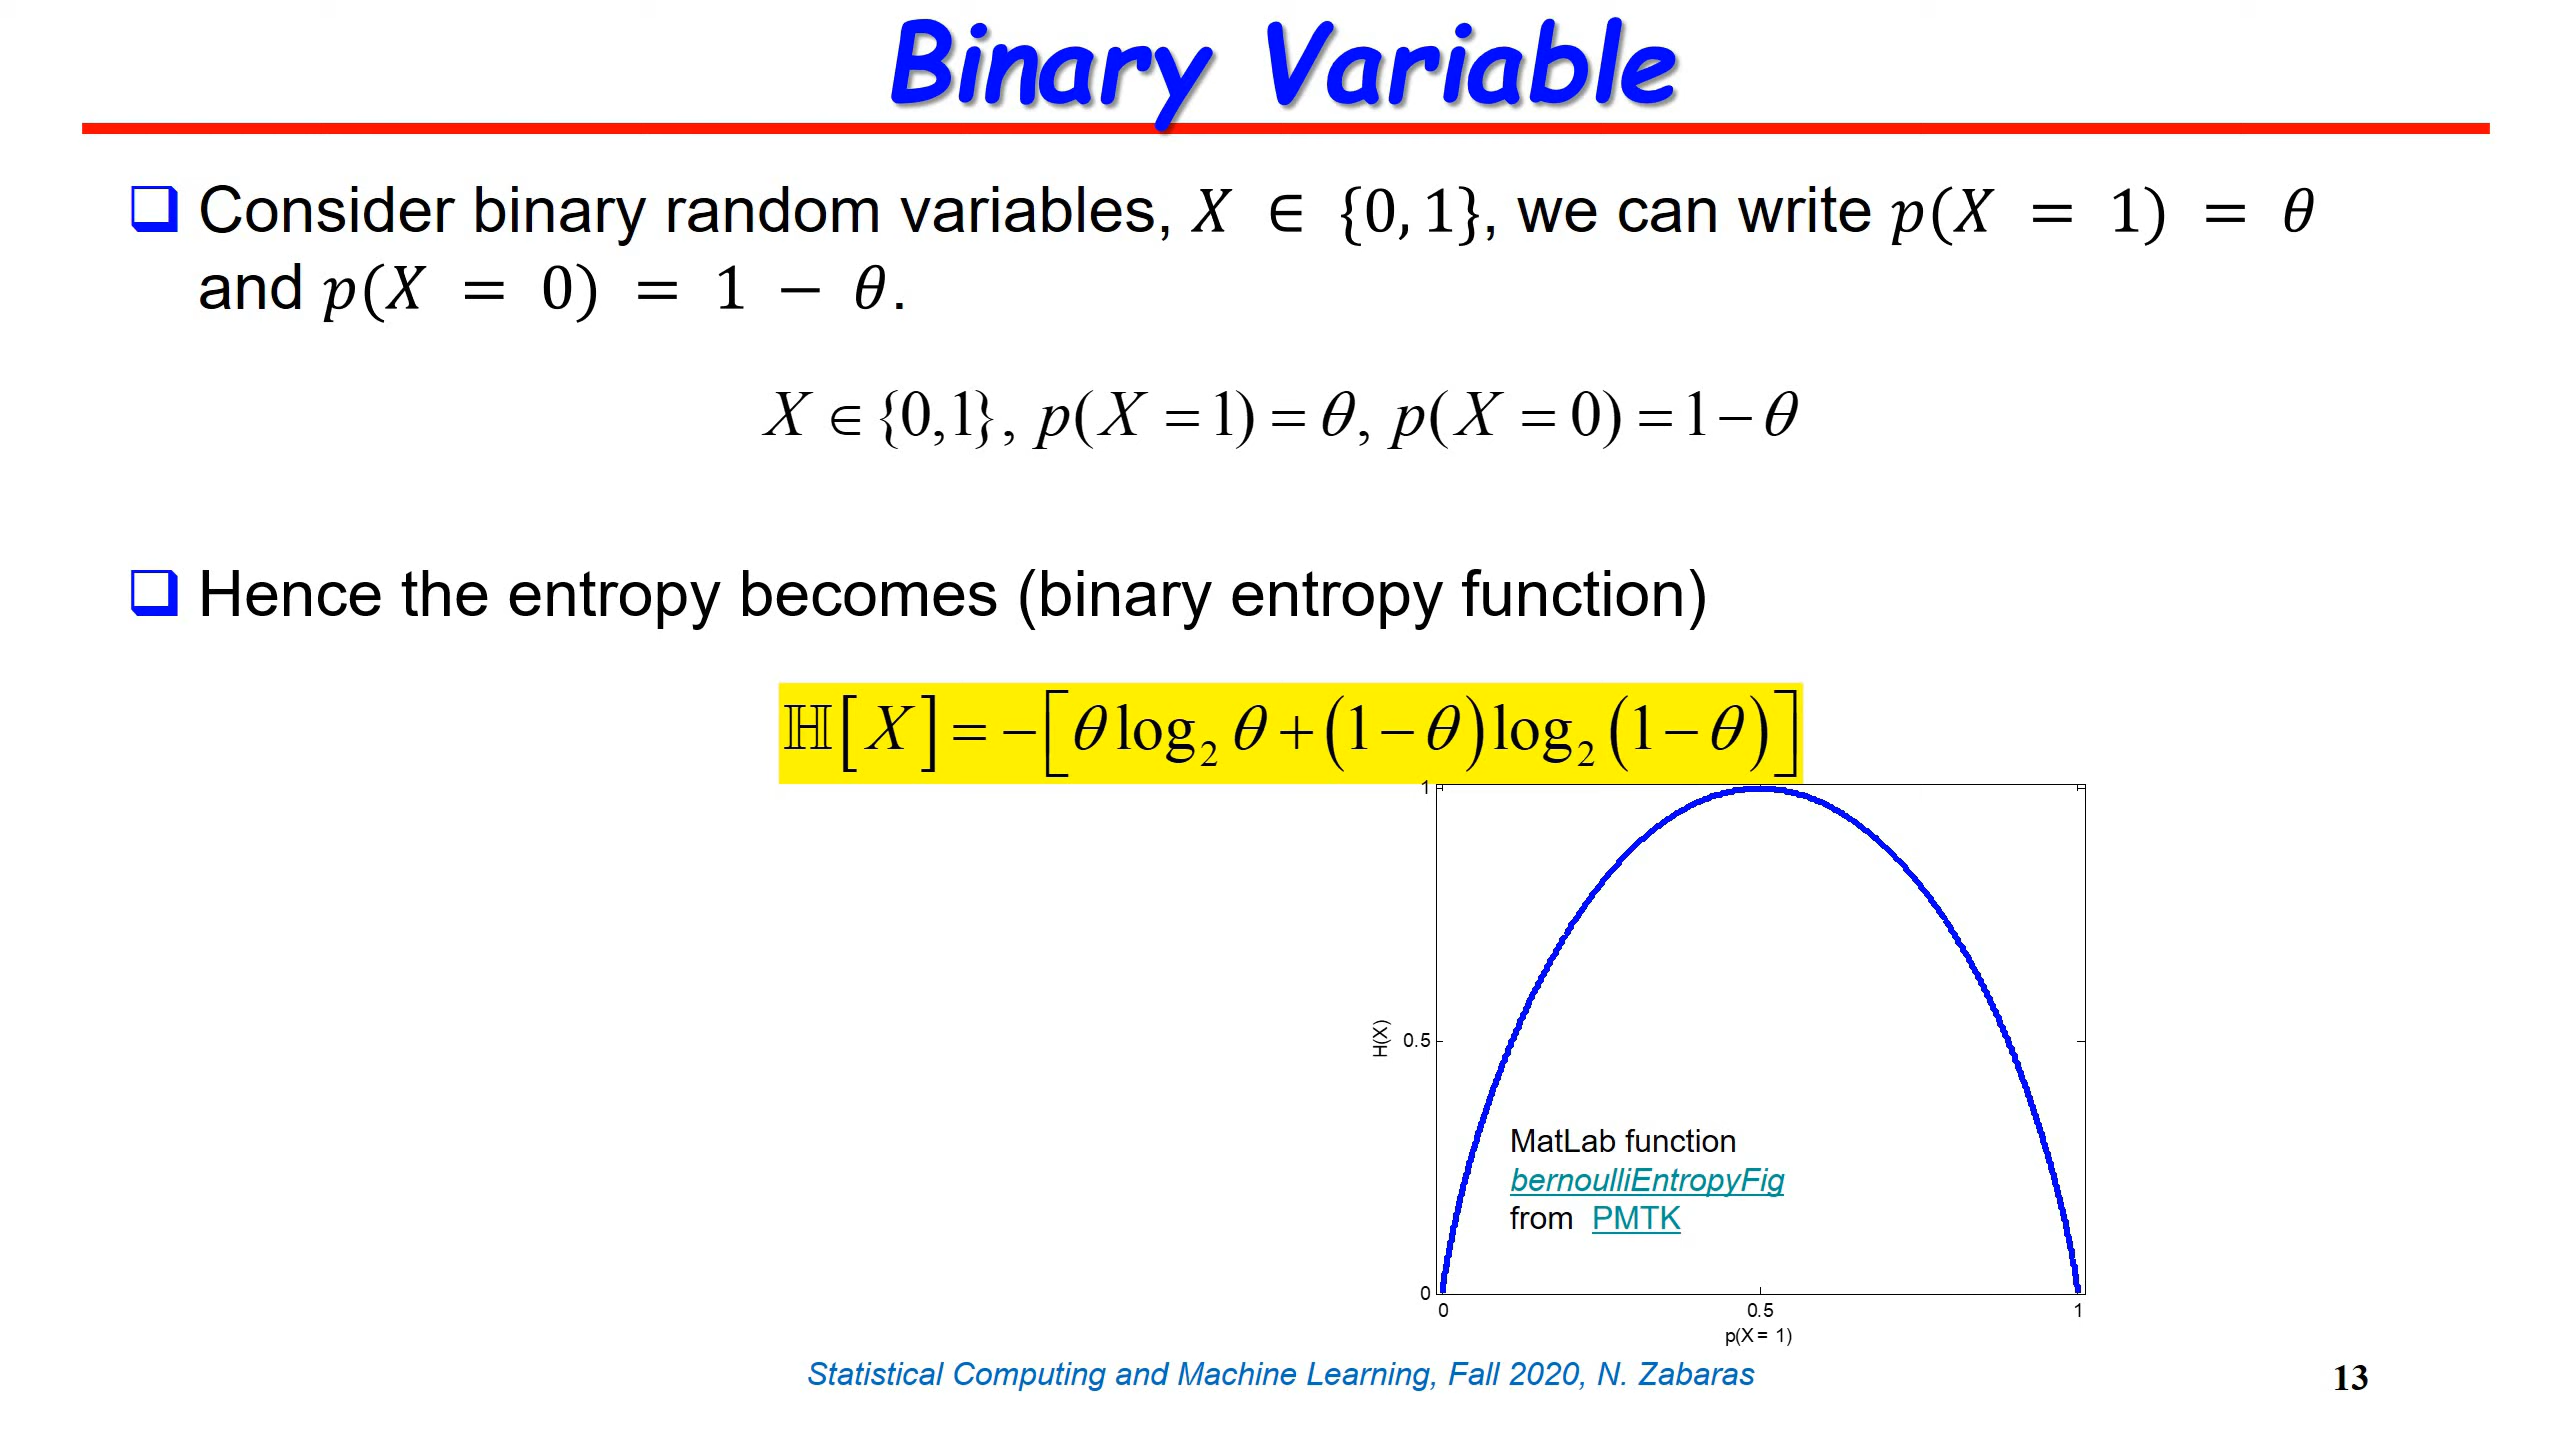 Binary Variable
❑ Consider binary random variables, X ∈ {0, 1}, we can write p(X = 1) = θ
and p(X = 0) = 1 − θ.
X ∈ {0,1}, p(X = 1) = θ, p(X = 0) = 1 − θ
❑ Hence the entropy becomes (binary entropy function)
ℍ[X] = −[θ log₂ θ + (1 − θ) log₂ (1 − θ)]
1
H(X)
0.5
MatLab function
bernoulliEntropyFig
from PMTK
0
0 0.5 1
p(X = 1)
Statistical Computing and Machine Learning, Fall 2020, N. Zabaras
13